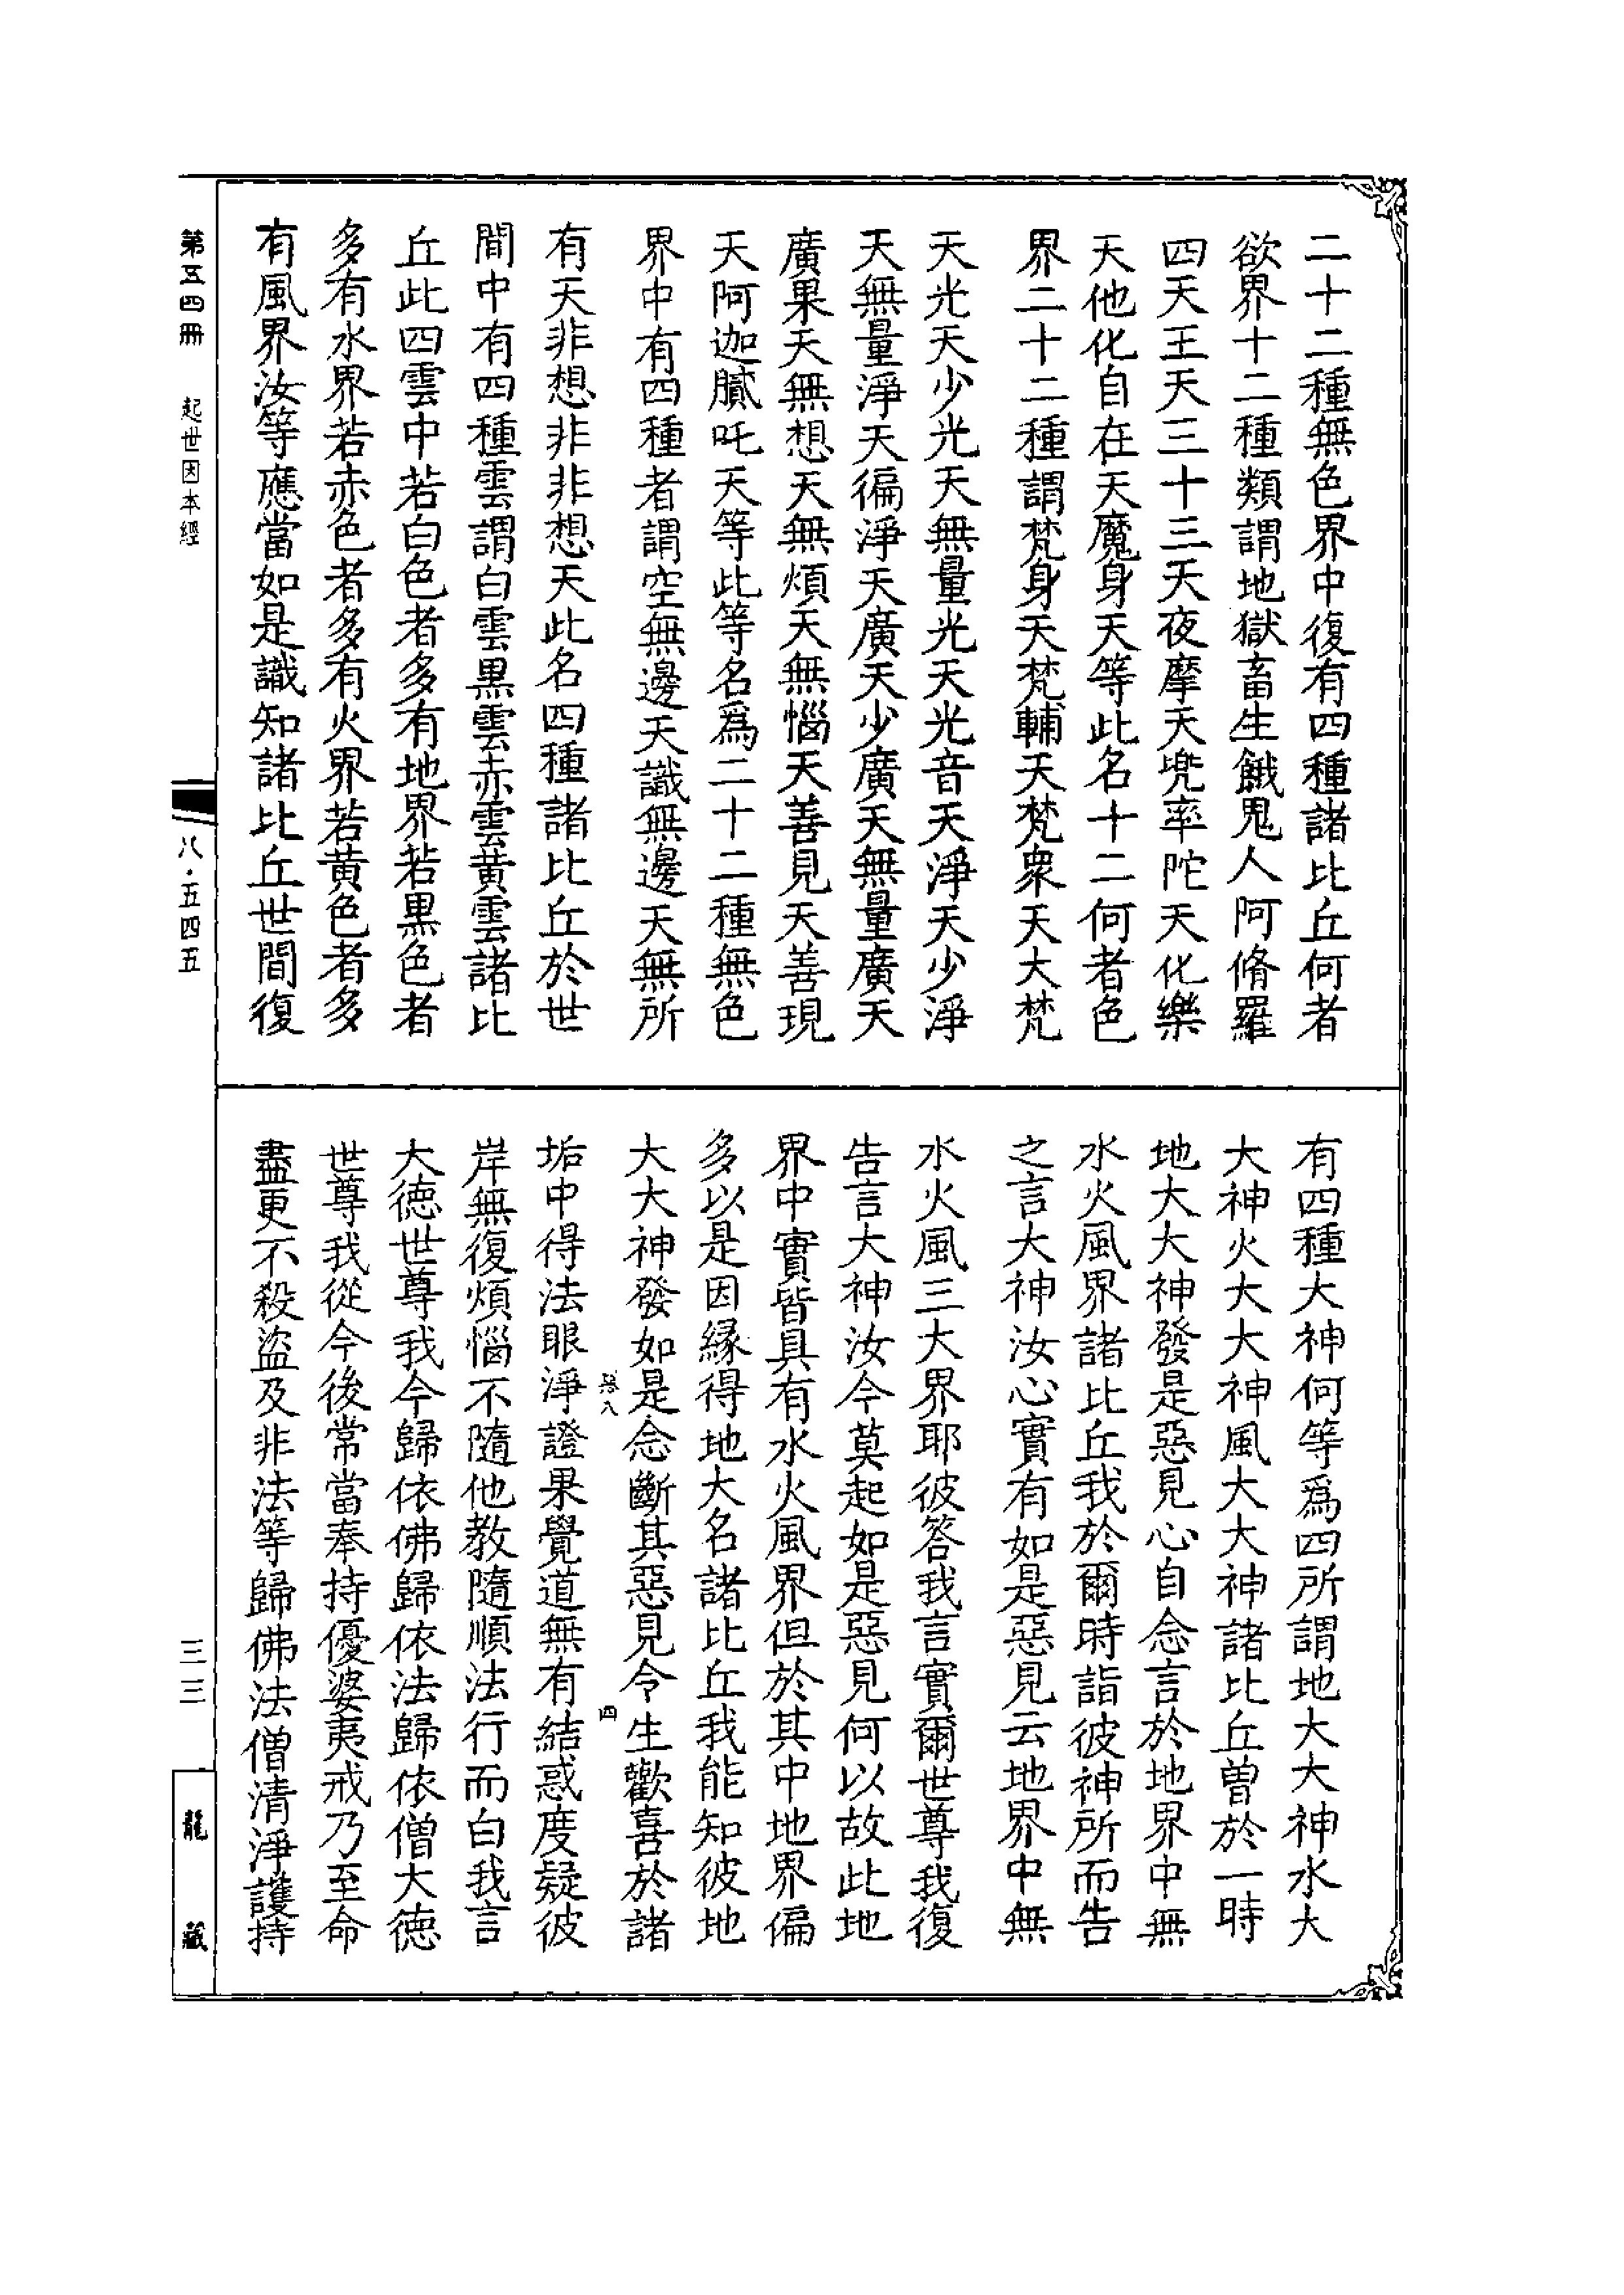 二十二種無色界中復有四種諸比丘何者
欲界十二種類謂地獄畜生餓鬼人阿脩羅
四天王天三十三天夜摩天兜率陀天化樂
天他化自在天魔身天等此名十二何者色
界二十二種謂梵身天梵輔天梵衆天大梵
天光天少光天無量光天光音天淨天少淨
天無量淨天徧淨天廣天少廣天無量廣天
廣果天無想天無煩天無惱天善見天善現
天阿迦膩吒天等此等名爲二十二種無色
界中有四種者謂空無邊天識無邊天無所
有天非想非非想天此名四種諸比丘於世
間中有四種雲謂白雲黒雲赤雲黄雲諸比
丘此四雲中若白色者多有地界若黒色者
多有水界若赤色者多有火界若黄色者多
有風界汝等應當如是識知諸比丘世間復
有四種大神何等爲四所謂地大大神水大
大神火大大神風大大神諸比丘曽於一時
地大大神發是惡見心自念言於地界中無
水火風界諸比丘我於爾時詣彼神所而告
之言大神汝心實有如是惡見云地界中無
水火風三大界耶彼答我言實爾世尊我復
告言大神汝今莫起如是惡見何以故此地
界中實皆具有水火風界但於其中地界偏
多以是因緣得地大名諸比丘我能知彼地
大大神發如是念斷其惡見令生歡喜於諸
垢中得法眼淨證果覺道無有結惑度疑彼
岸無復煩惱不隨他教隨順法行而白我言
大德世尊我今歸依佛歸依法歸依僧大德
世尊我從今後常當奉持優婆夷戒乃至命
盡更不殺盜及非法等歸佛法僧清淨護持
八
四
第五四冊 起世因本經 八·五四五 三三 龍藏